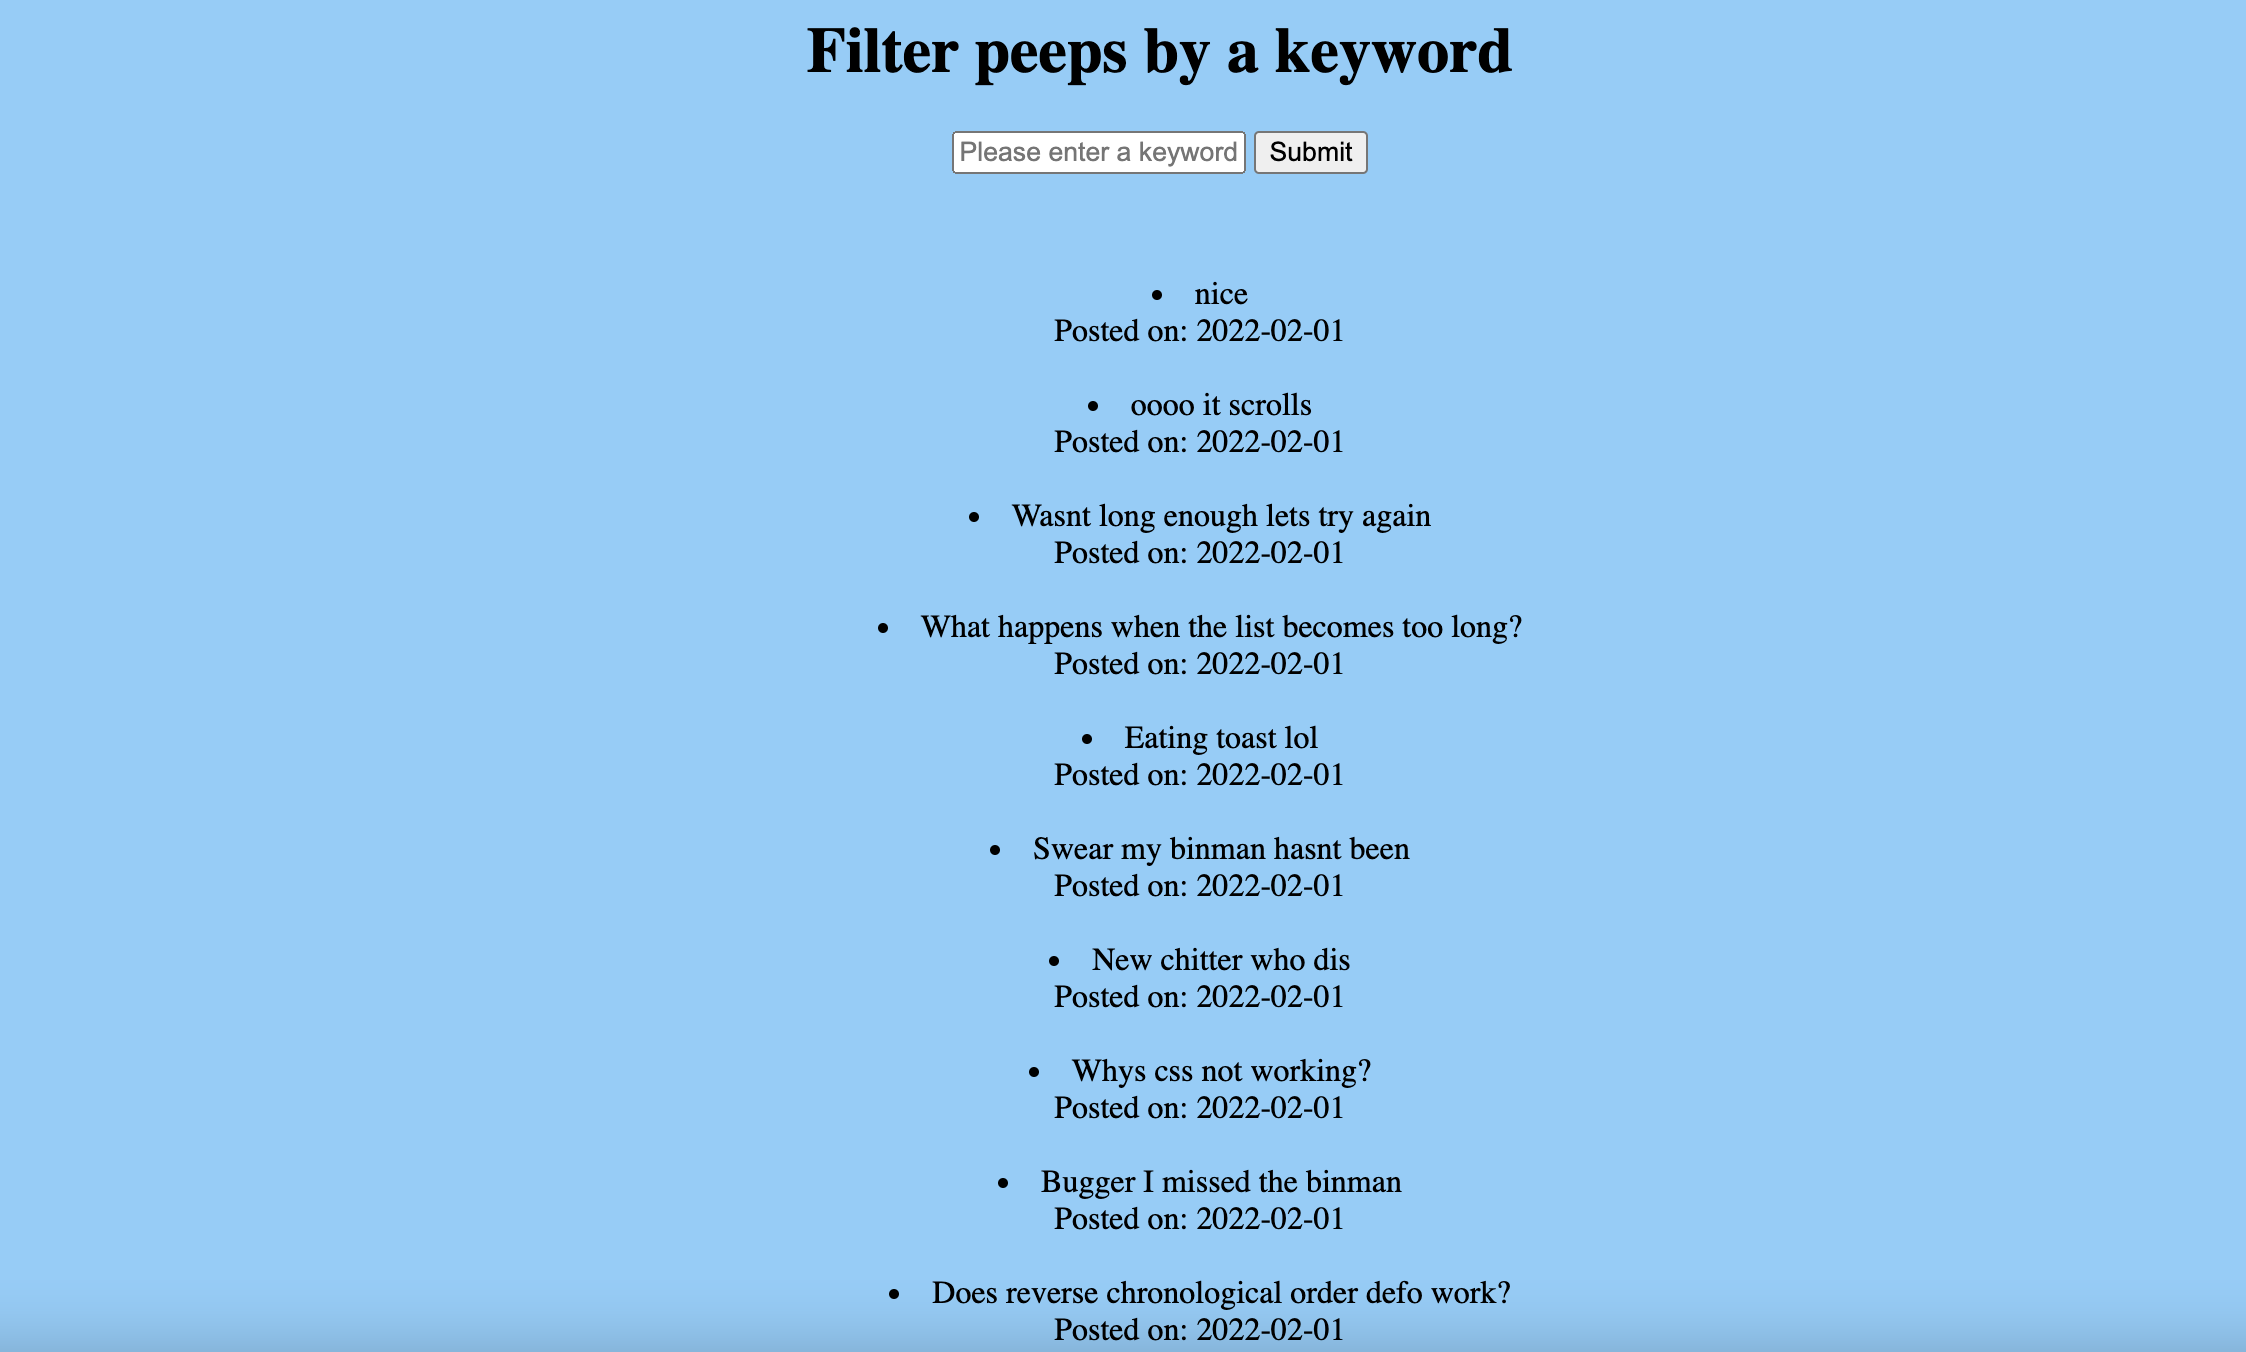 Filter peeps by a keyword
Please enter a keyword Submit
• nice
Posted on: 2022-02-01
• oooo it scrolls
Posted on: 2022-02-01
• Wasnt long enough lets try again
Posted on: 2022-02-01
• What happens when the list becomes too long?
Posted on: 2022-02-01
• Eating toast lol
Posted on: 2022-02-01
• Swear my binman hasnt been
Posted on: 2022-02-01
• New chitter who dis
Posted on: 2022-02-01
• Whys css not working?
Posted on: 2022-02-01
• Bugger I missed the binman
Posted on: 2022-02-01
• Does reverse chronological order defo work?
Posted on: 2022-02-01